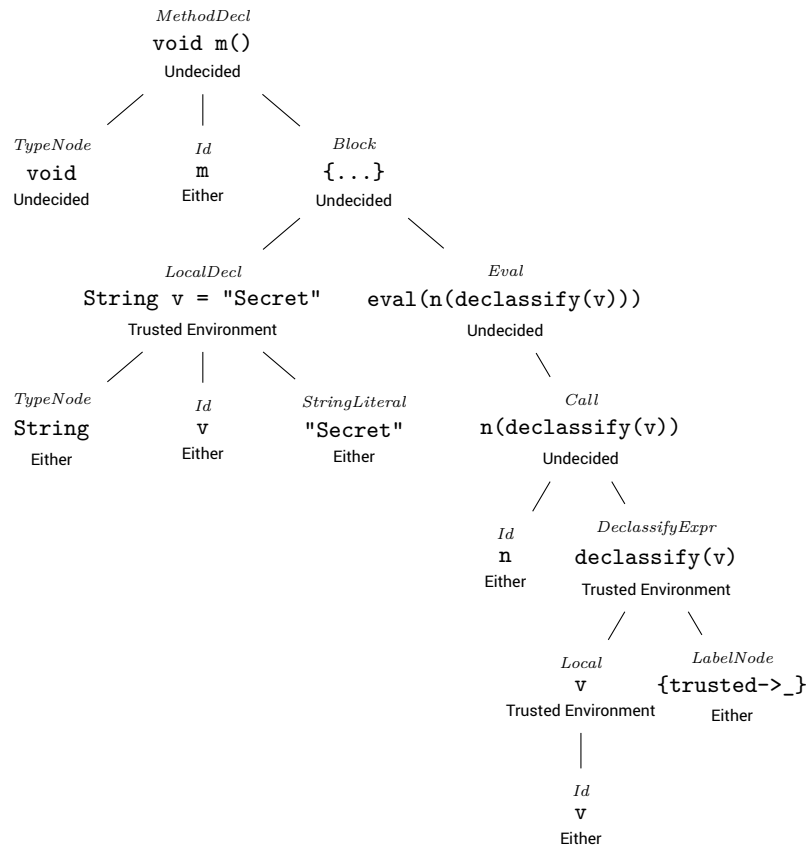 MethodDecl
void m()
Undecided
TypeNode
void
Undecided
Id
m
Either
Block
{...}
Undecided
LocalDecl
String v = "Secret"
Trusted Environment
Eval
eval(n(declassify(v)))
Undecided
TypeNode
String
Either
Id
v
Either
StringLiteral
"Secret"
Either
Call
n(declassify(v))
Undecided
Id
n
Either
DeclassifyExpr
declassify(v)
Trusted Environment
Local
v
Trusted Environment
LabelNode
{trusted->_}
Either
Id
v
Either